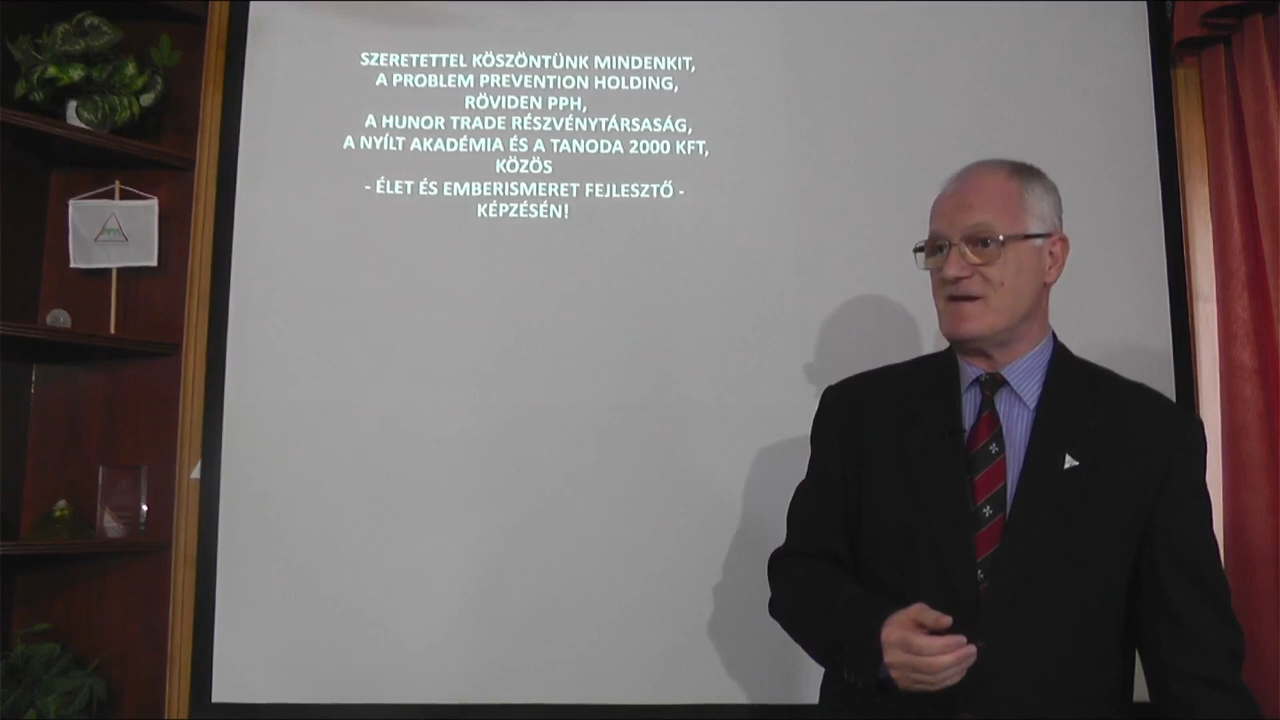 SZERETETTEL KÖSZÖNTÜNK MINDENKIT,
A PROBLEM PREVENTION HOLDING,
RÖVIDEN PPH,
A HUNOR TRADE RÉSZVÉNYTÁRSASÁG,
A NYÍLT AKADÉMIA ÉS A TANODA 2000 KFT,
KÖZÖS
- ÉLET ÉS EMBERISMERET FEJLESZTŐ -
KÉPZÉSÉN!